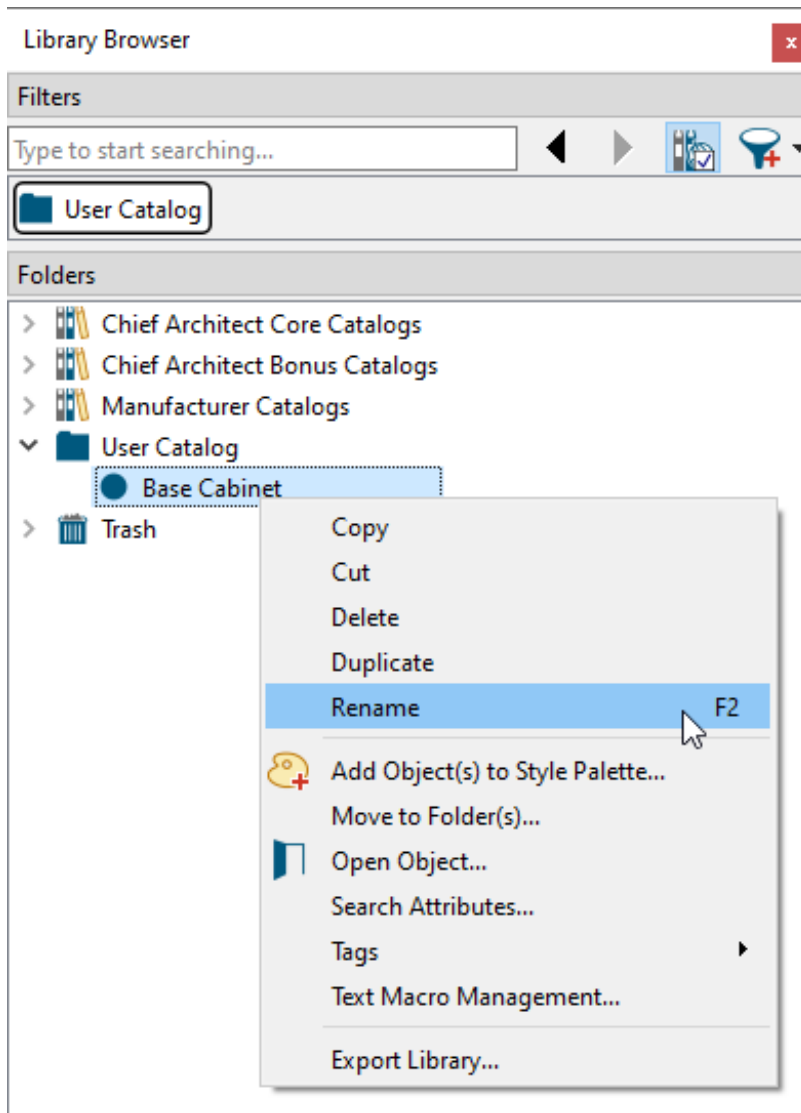 Library Browser
x
Filters
Type to start searching...
User Catalog
Folders
Chief Architect Core Catalogs
Chief Architect Bonus Catalogs
Manufacturer Catalogs
User Catalog
Base Cabinet
Trash
Copy
Cut
Delete
Duplicate
Rename F2
Add Object(s) to Style Palette...
Move to Folder(s)...
Open Object...
Search Attributes...
Tags
Text Macro Management...
Export Library...